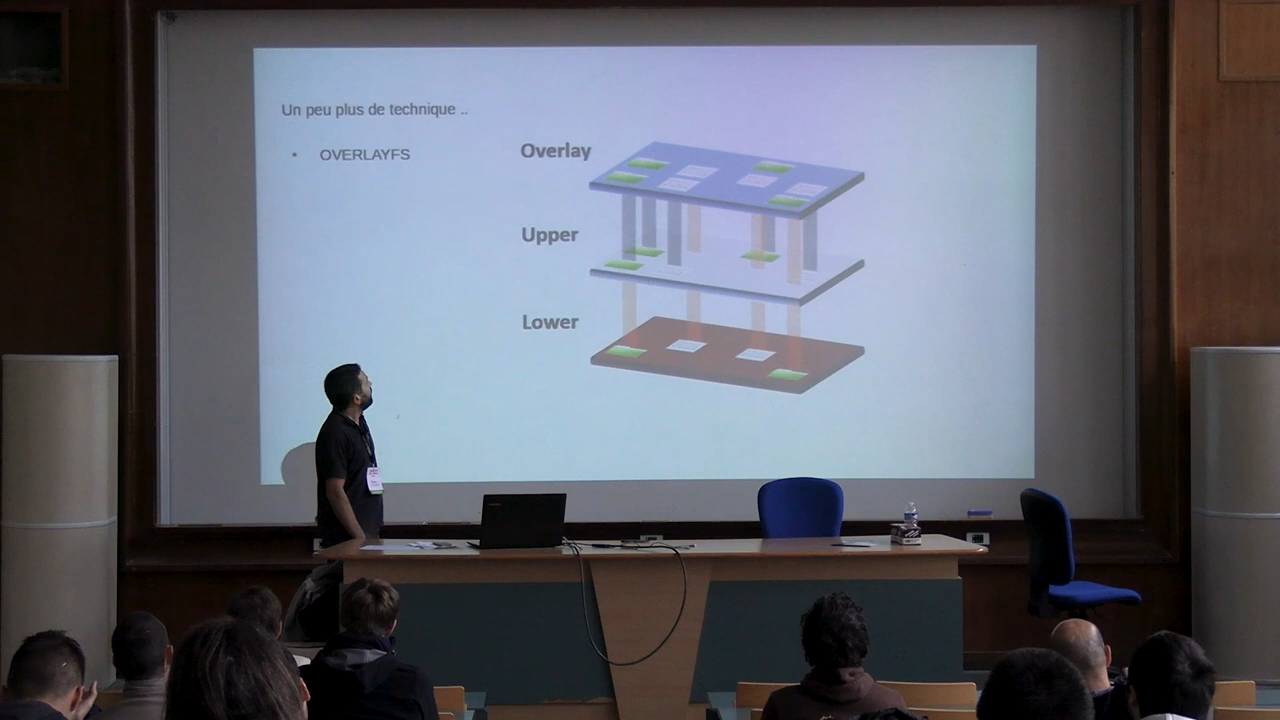 Un peu plus de technique ..
• OVERLAYFS
Overlay
Upper
Lower